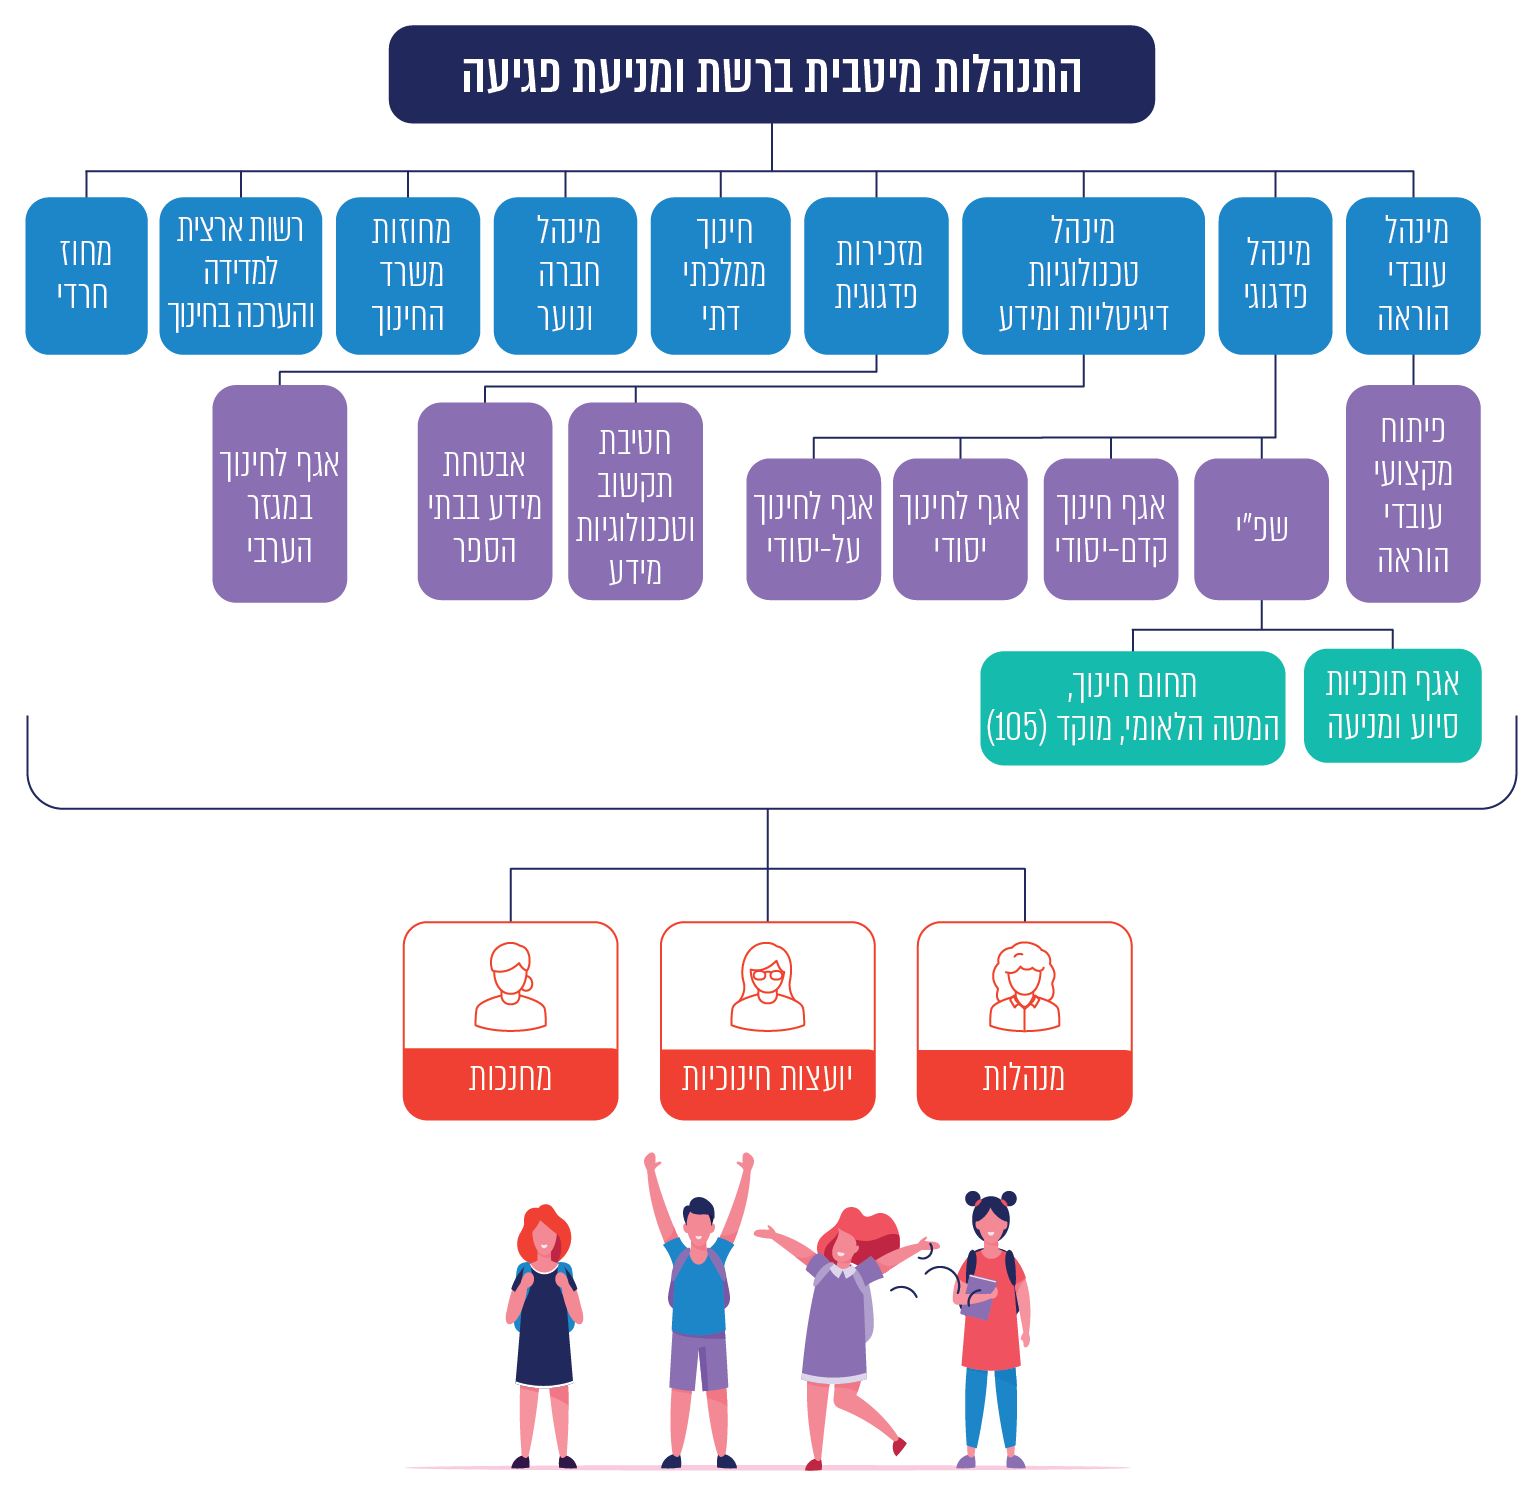 התנהלות מיטבית ברשת ומניעת פגיעה
מינהל
עובדי
הוראה
מינהל
פדגוגי
מינהל
טכנולוגיות
דיגיטליות ומידע
מזכירות
פדגוגית
חינוך
ממלכתי
דתי
מינהל
חברה
ונוער
מחוזות
משרד
החינוך
רשות ארצית
למדידה
והערכה בחינוך
מחוז
חרדי
פיתוח
מקצועי
עובדי
הוראה
שפ"י
אגף חינוך
קדם-יסודי
אגף לחינוך
יסודי
אגף לחינוך
על-יסודי
חטיבת
תקשוב
וטכנולוגיות
מידע
אבטחת
מידע בבתי
הספר
אגף לחינוך
במגזר
הערבי
אגף תוכניות
סיוע ומניעה
תחום חינוך,
המטה הלאומי, מוקד (105)
מנהלות
יועצות חינוכיות
מחנכות